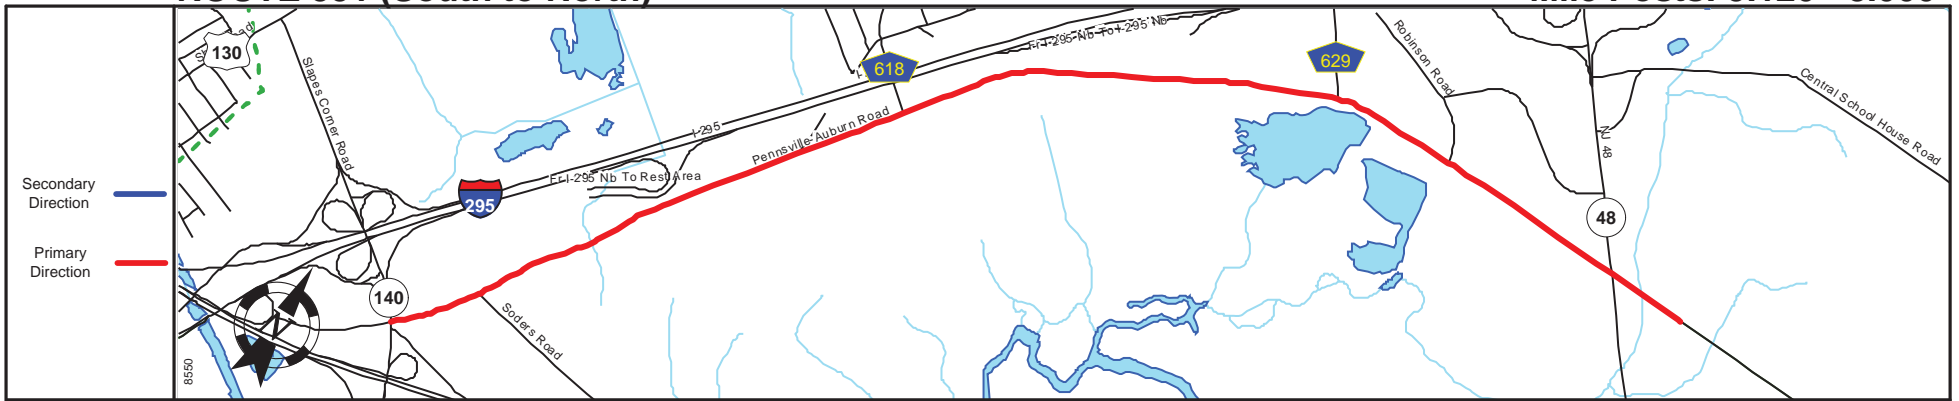 Secondary
Direction
Primary
Direction
130
Slapes Corner Road
295
140
Soders Road
8550
I-295
Fr I-295 Nb To Rest Area
Pennsville-Auburn Road
618
Fr I-295 Nb To I-295 Nb
629
Robinson Road
NJ 48
48
Central School House Road